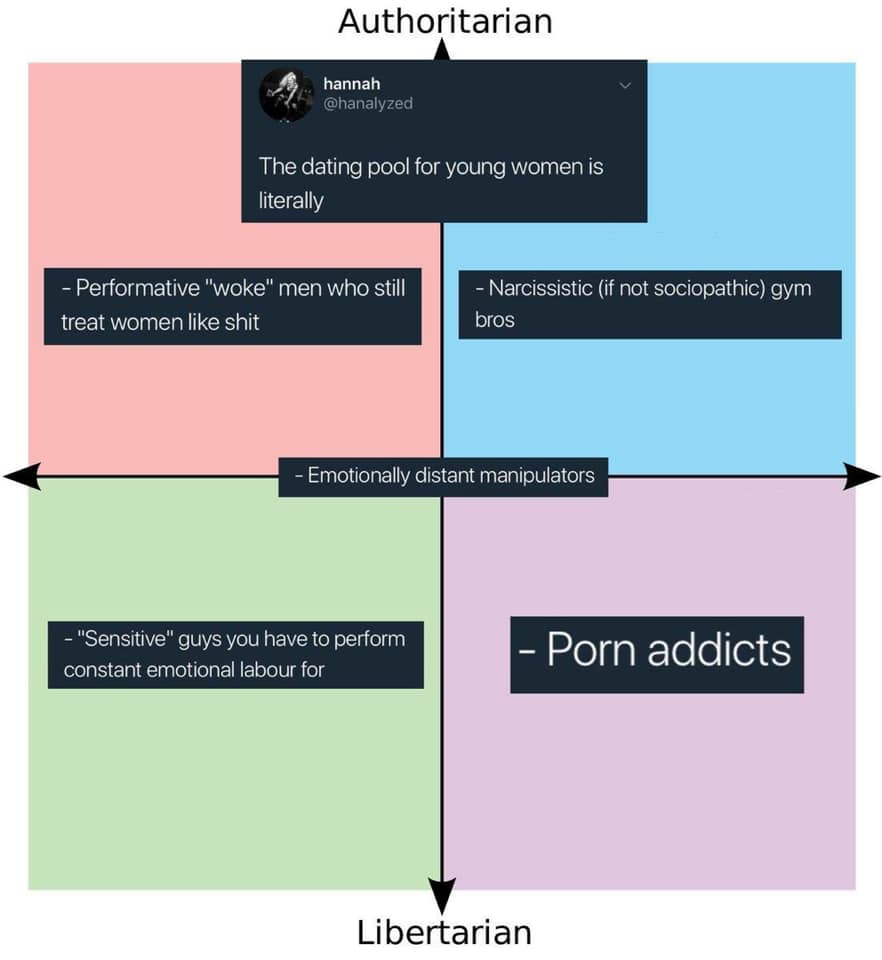 Authoritarian
hannah
@hanalyzed
The dating pool for young women is
literally
- Performative "woke" men who still
treat women like shit
- Narcissistic (if not sociopathic) gym
bros
- Emotionally distant manipulators
- "Sensitive" guys you have to perform
constant emotional labour for
- Porn addicts
Libertarian